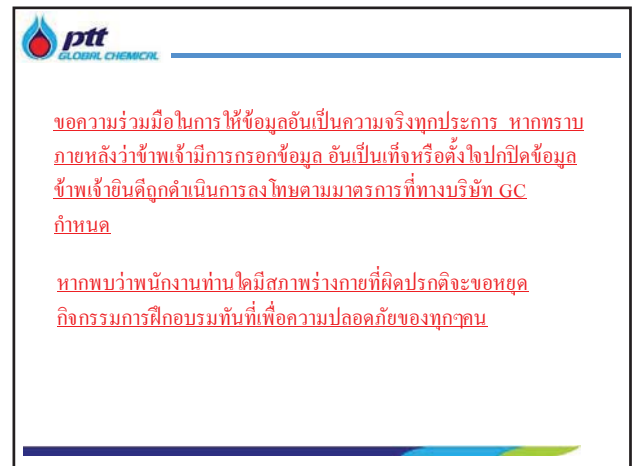 ptt
GLOBAL CHEMICAL
ขอความร่วมมือในการให้ข้อมูลอันเป็นความจริงทุกประการ หากทราบ
ภายหลังว่าข้าพเจ้ามีการกรอกข้อมูล อันเป็นเท็จหรือตั้งใจปกปิดข้อมูล
ข้าพเจ้ายินดีถูกดำเนินการลงโทษตามมาตรการที่ทางบริษัท GC
กำหนด
หากพบว่าพนักงานท่านใดมีสภาพร่างกายที่ผิดปรกติจะขอหยุด
กิจกรรมการฝึกอบรมทันที่เพื่อความปลอดภัยของทุกๆคน